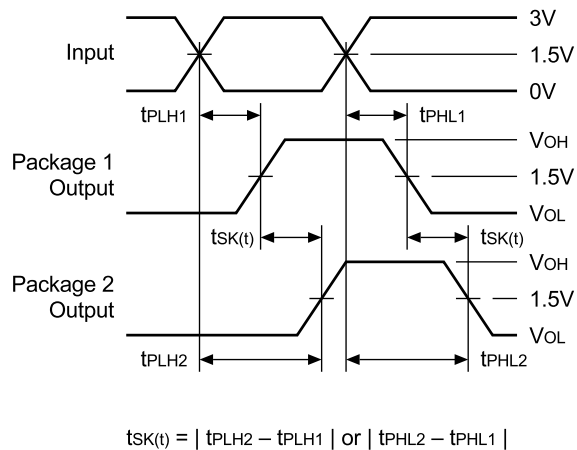 3V
Input 1.5V
0V
tPLH1 tPHL1
VOH
Package 1
Output 1.5V
VOL
tSK(t) tSK(t)
VOH
Package 2
Output 1.5V
VOL
tPLH2 tPHL2
tSK(t) = | tPLH2 – tPLH1 | or | tPHL2 – tPHL1 |